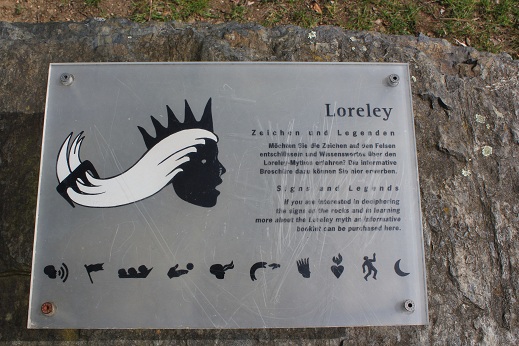 Loreley
Zeichen und Legenden
Möchten Sie die Zeichen auf den Felsen
entschlüsseln und Wissenswertes über den
Loreley-Mythos erfahren? Die informative
Broschüre dazu können Sie hier erwerben.
Signs and Legends
If you are interested in deciphering
the signs on the rocks and in learning
more about the Loreley myth an informative
booklet can be purchased here.